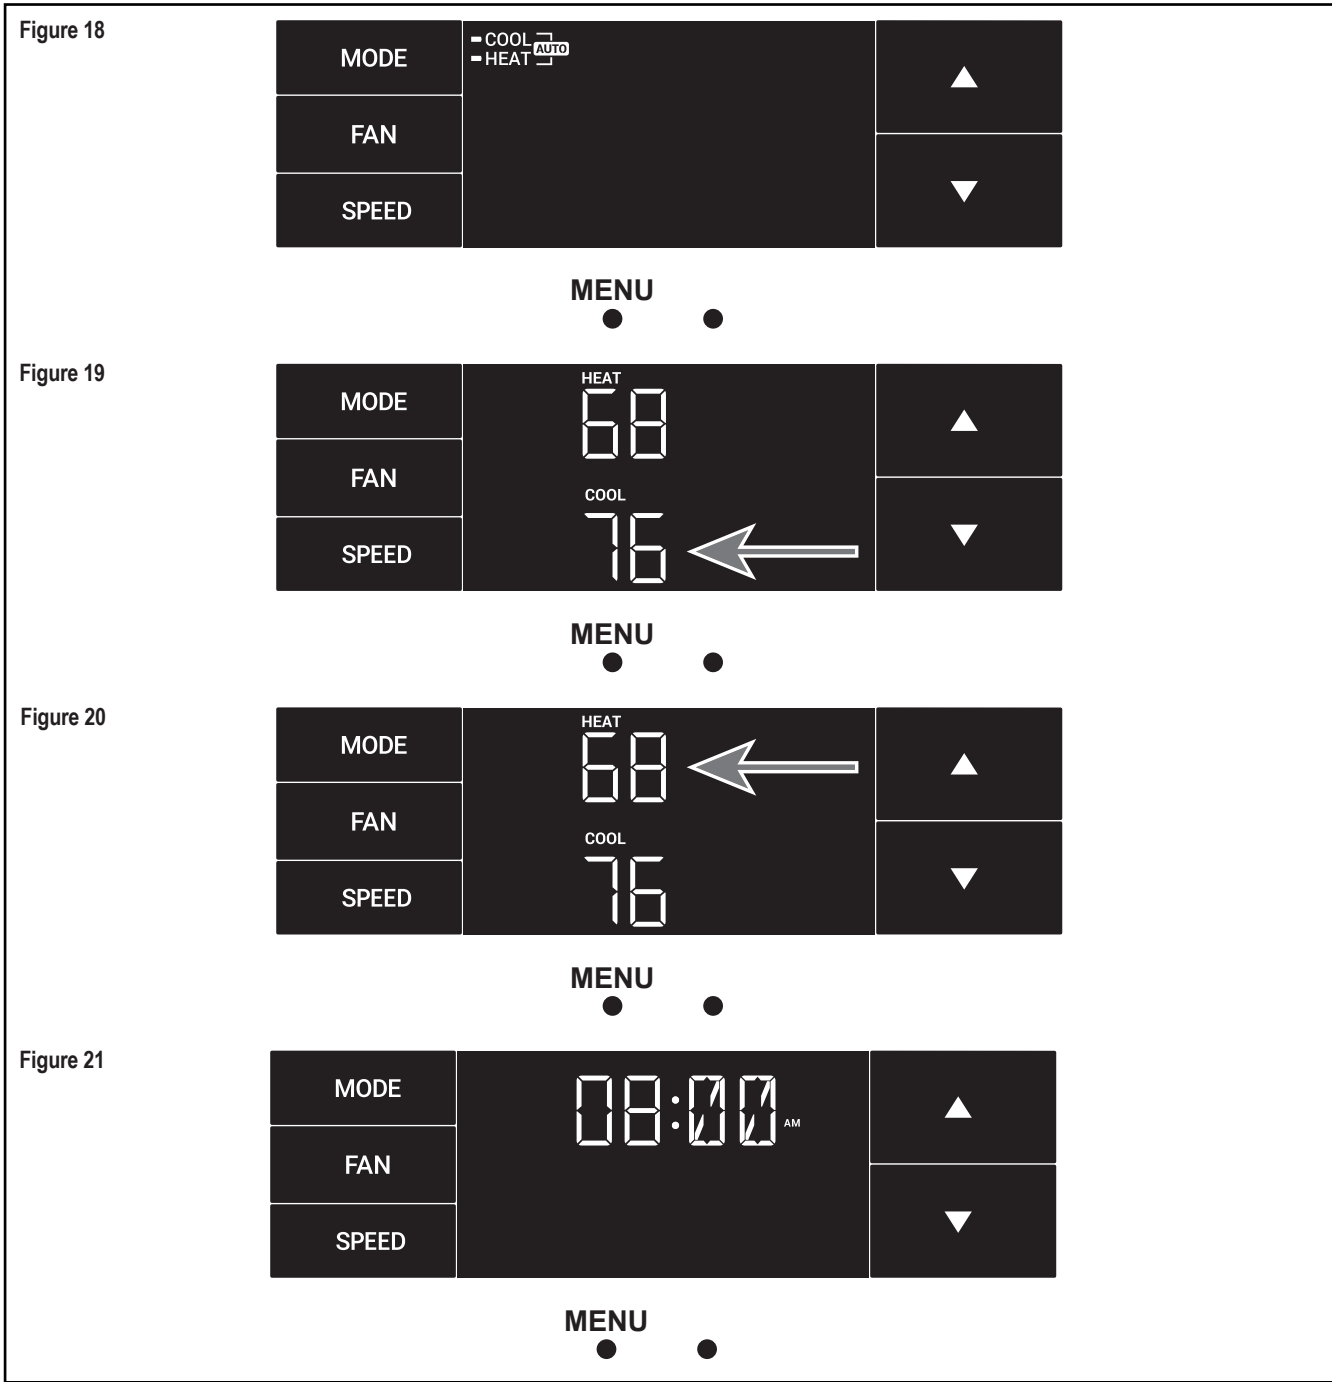 Figure 18
MODE
FAN
SPEED
COOL
HEAT
AUTO
MENU
Figure 19
MODE
FAN
SPEED
HEAT
68
COOL
76
MENU
Figure 20
MODE
FAN
SPEED
HEAT
68
COOL
76
MENU
Figure 21
MODE
FAN
SPEED
08:00 AM
MENU